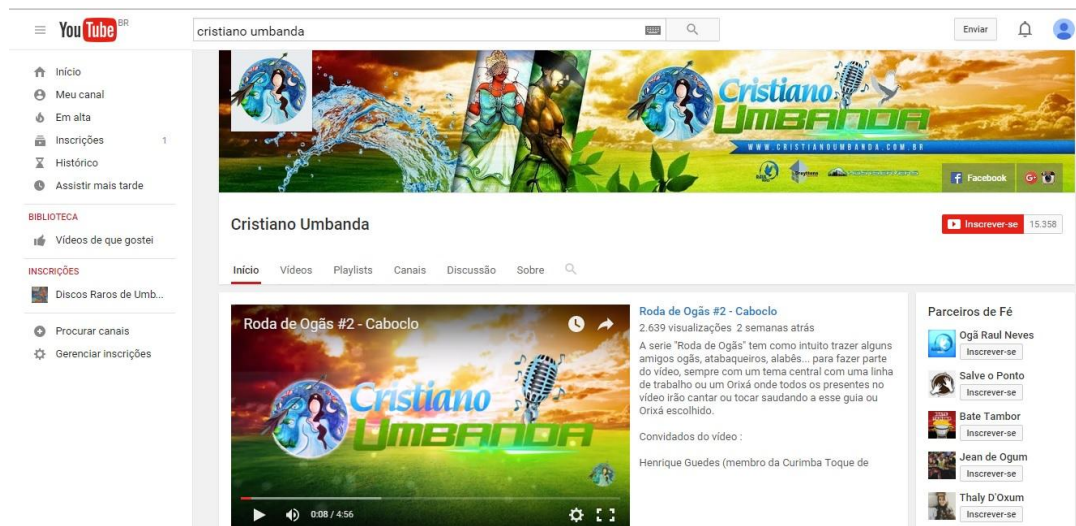 YouTube BR
cristiano umbanda
Enviar
Início
Meu canal
Em alta
Inscrições 1
Histórico
Assistir mais tarde
BIBLIOTECA
Vídeos de que gostei
INSCRIÇÕES
Discos Raros de Umb...
Procurar canais
Gerenciar inscrições
Cristiano
UMBANDA
WWW.CRISTIANOUMBANDA.COM.BR
Facebook
Cristiano Umbanda
Inscrever-se 15.358
Início Vídeos Playlists Canais Discussão Sobre
Roda de Ogãs #2 - Caboclo
Cristiano
UMBANDA
0:08 / 4:56
Roda de Ogãs #2 - Caboclo
2.639 visualizações 2 semanas atrás
A serie "Roda de Ogãs" tem como intuito trazer alguns
amigos ogãs, atabaqueiros, alabês... para fazer parte
do vídeo, sempre com um tema central com uma linha
de trabalho ou um Orixá onde todos os presentes no
vídeo irão cantar ou tocar saudando a esse guia ou
Orixá escolhido.
Convidados do vídeo :
Henrique Guedes (membro da Curimba Toque de
Parceiros de Fé
Ogã Raul Neves
Inscrever-se
Salve o Ponto
Inscrever-se
Bate Tambor
Inscrever-se
Jean de Ogum
Inscrever-se
Thaly D'Oxum
Inscrever-se